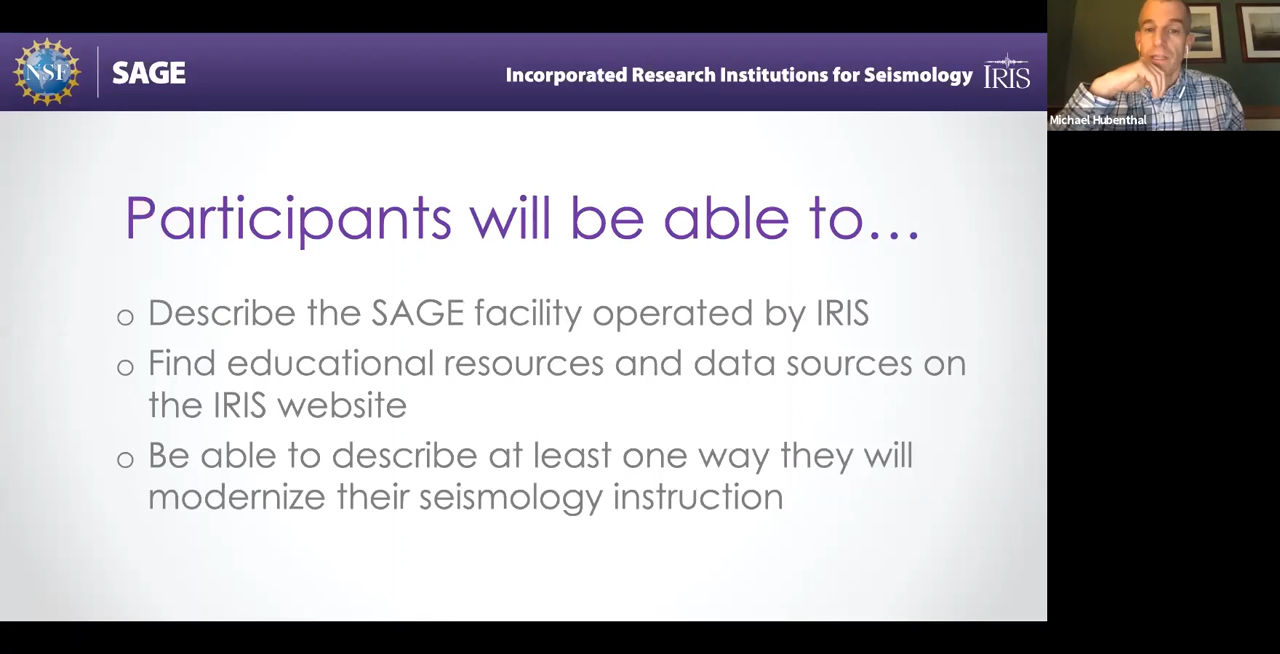 NSF
SAGE
Incorporated Research Institutions for Seismology
IRIS
Michael Hubenthal
Participants will be able to…
o Describe the SAGE facility operated by IRIS
o Find educational resources and data sources on
the IRIS website
o Be able to describe at least one way they will
modernize their seismology instruction